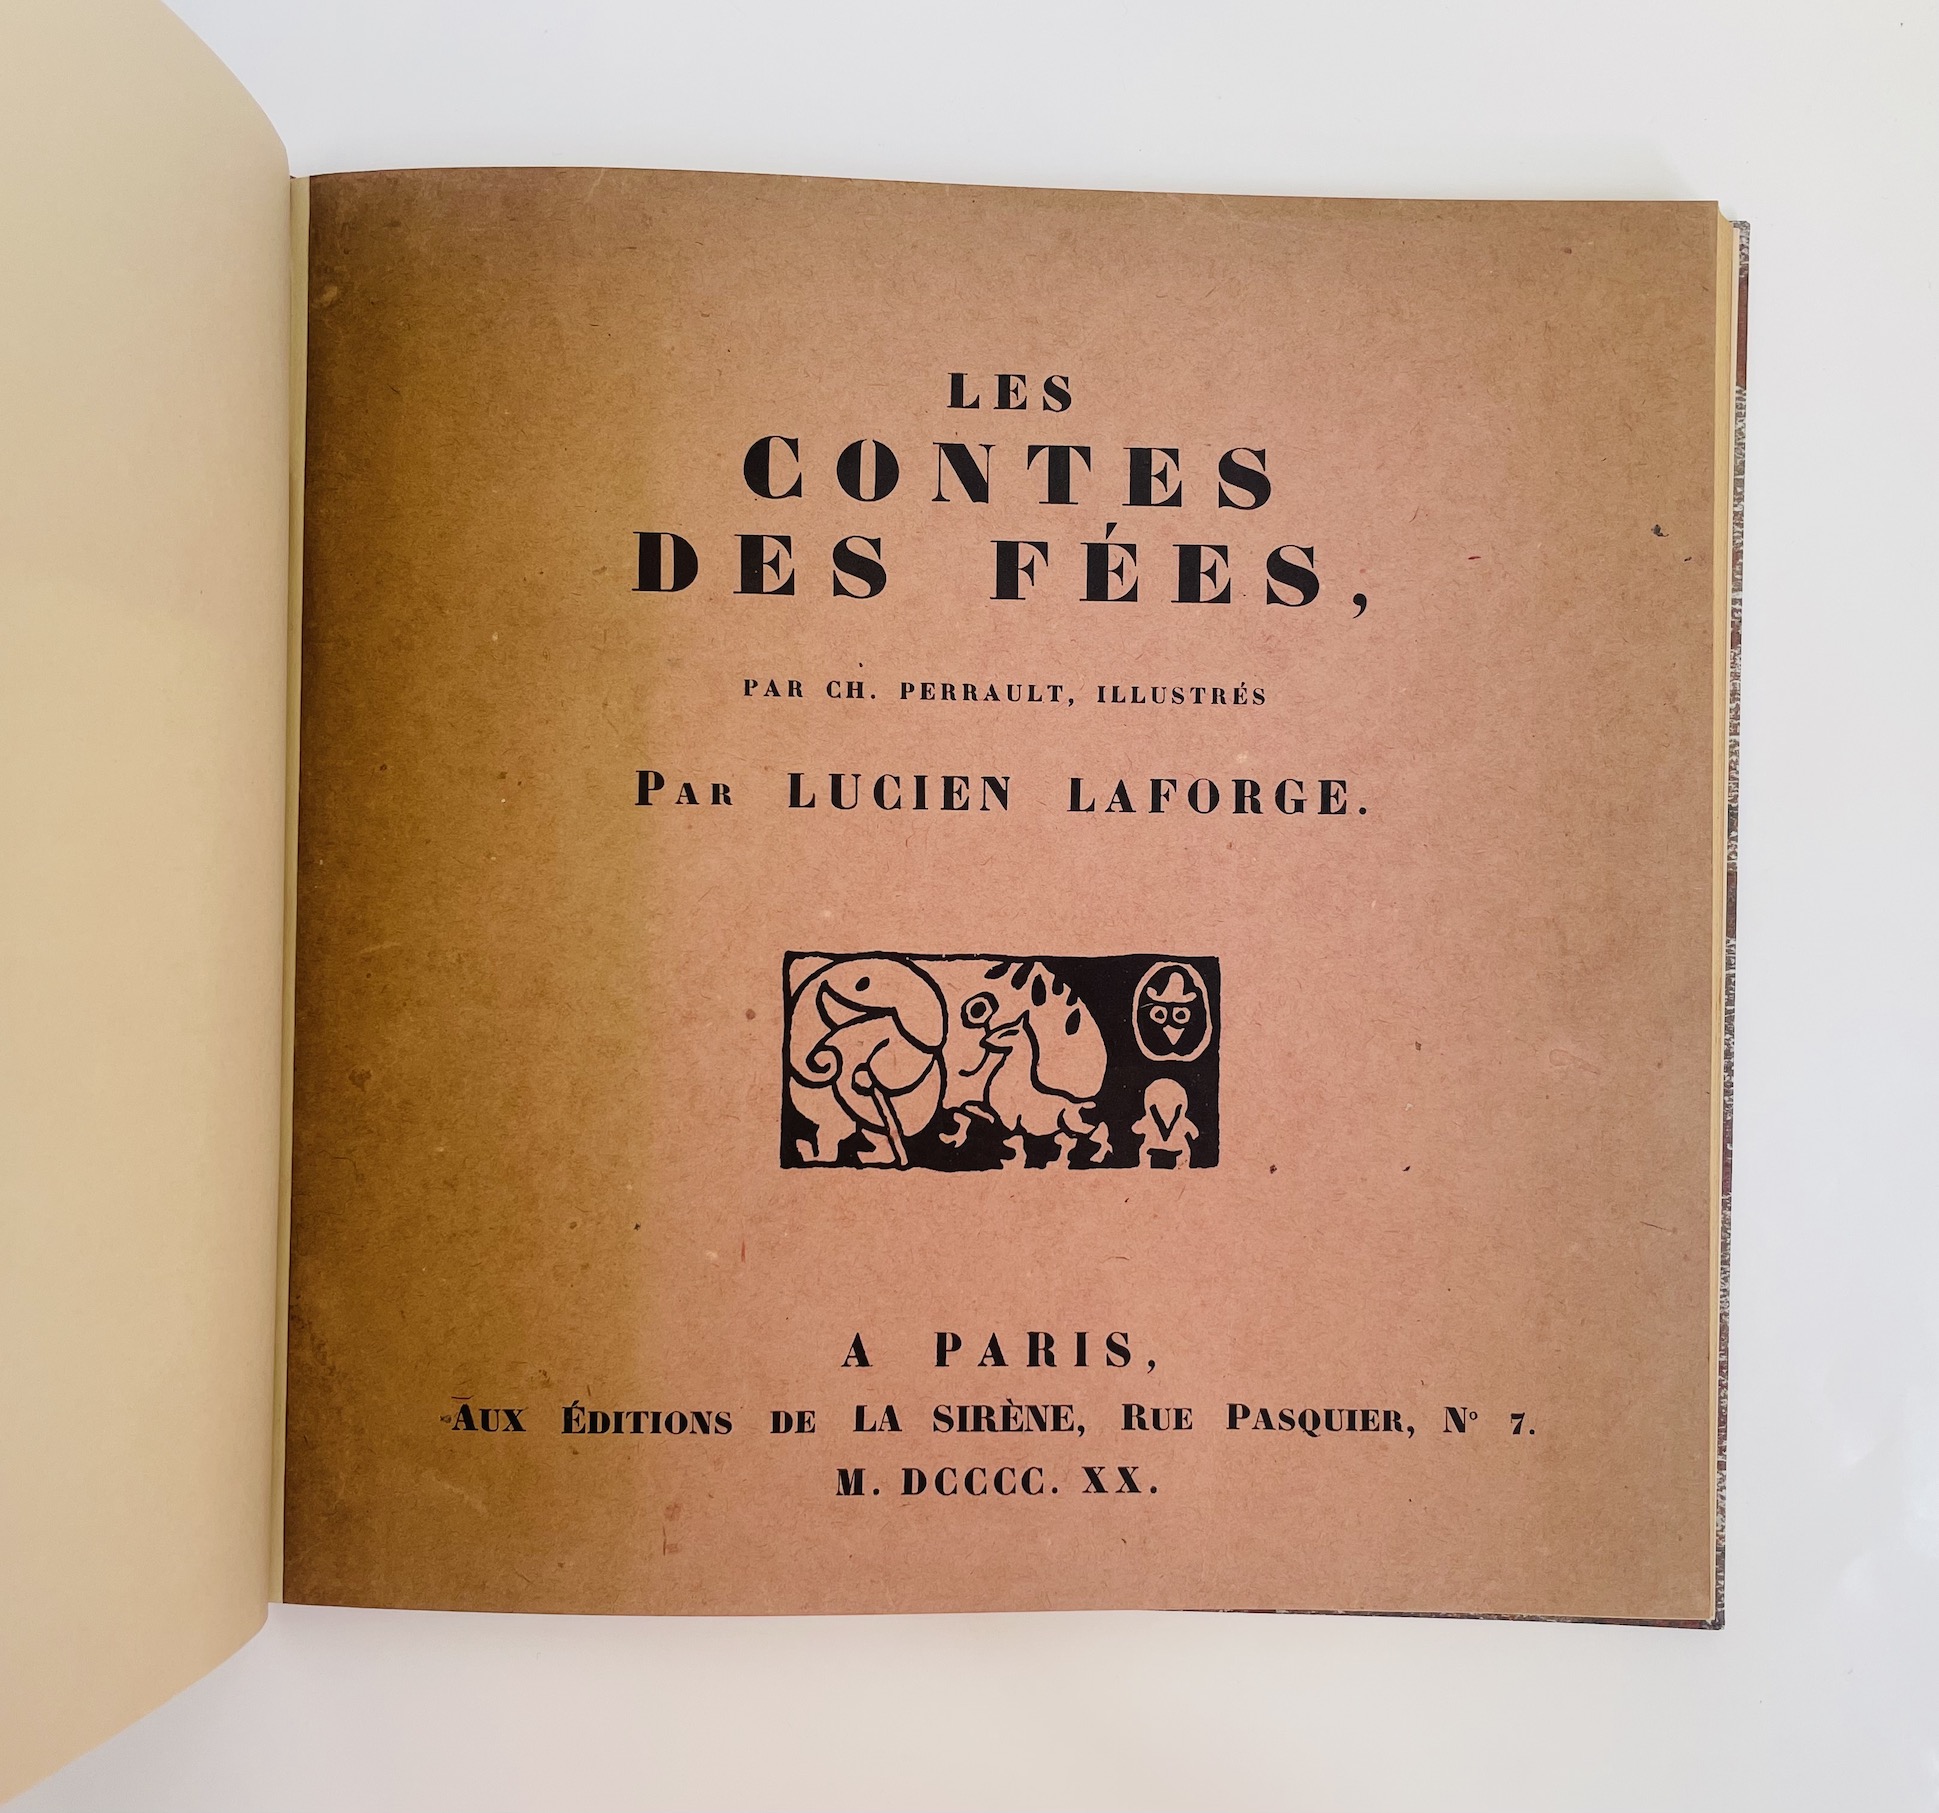 LES
CONTES
DES FÉES,
PAR CH. PERRAULT, ILLUSTRÉS
PAR LUCIEN LAFORGE.
A PARIS,
AUX ÉDITIONS DE LA SIRÈNE, RUE PASQUIER, Nº 7.
M. DCCCC. XX.